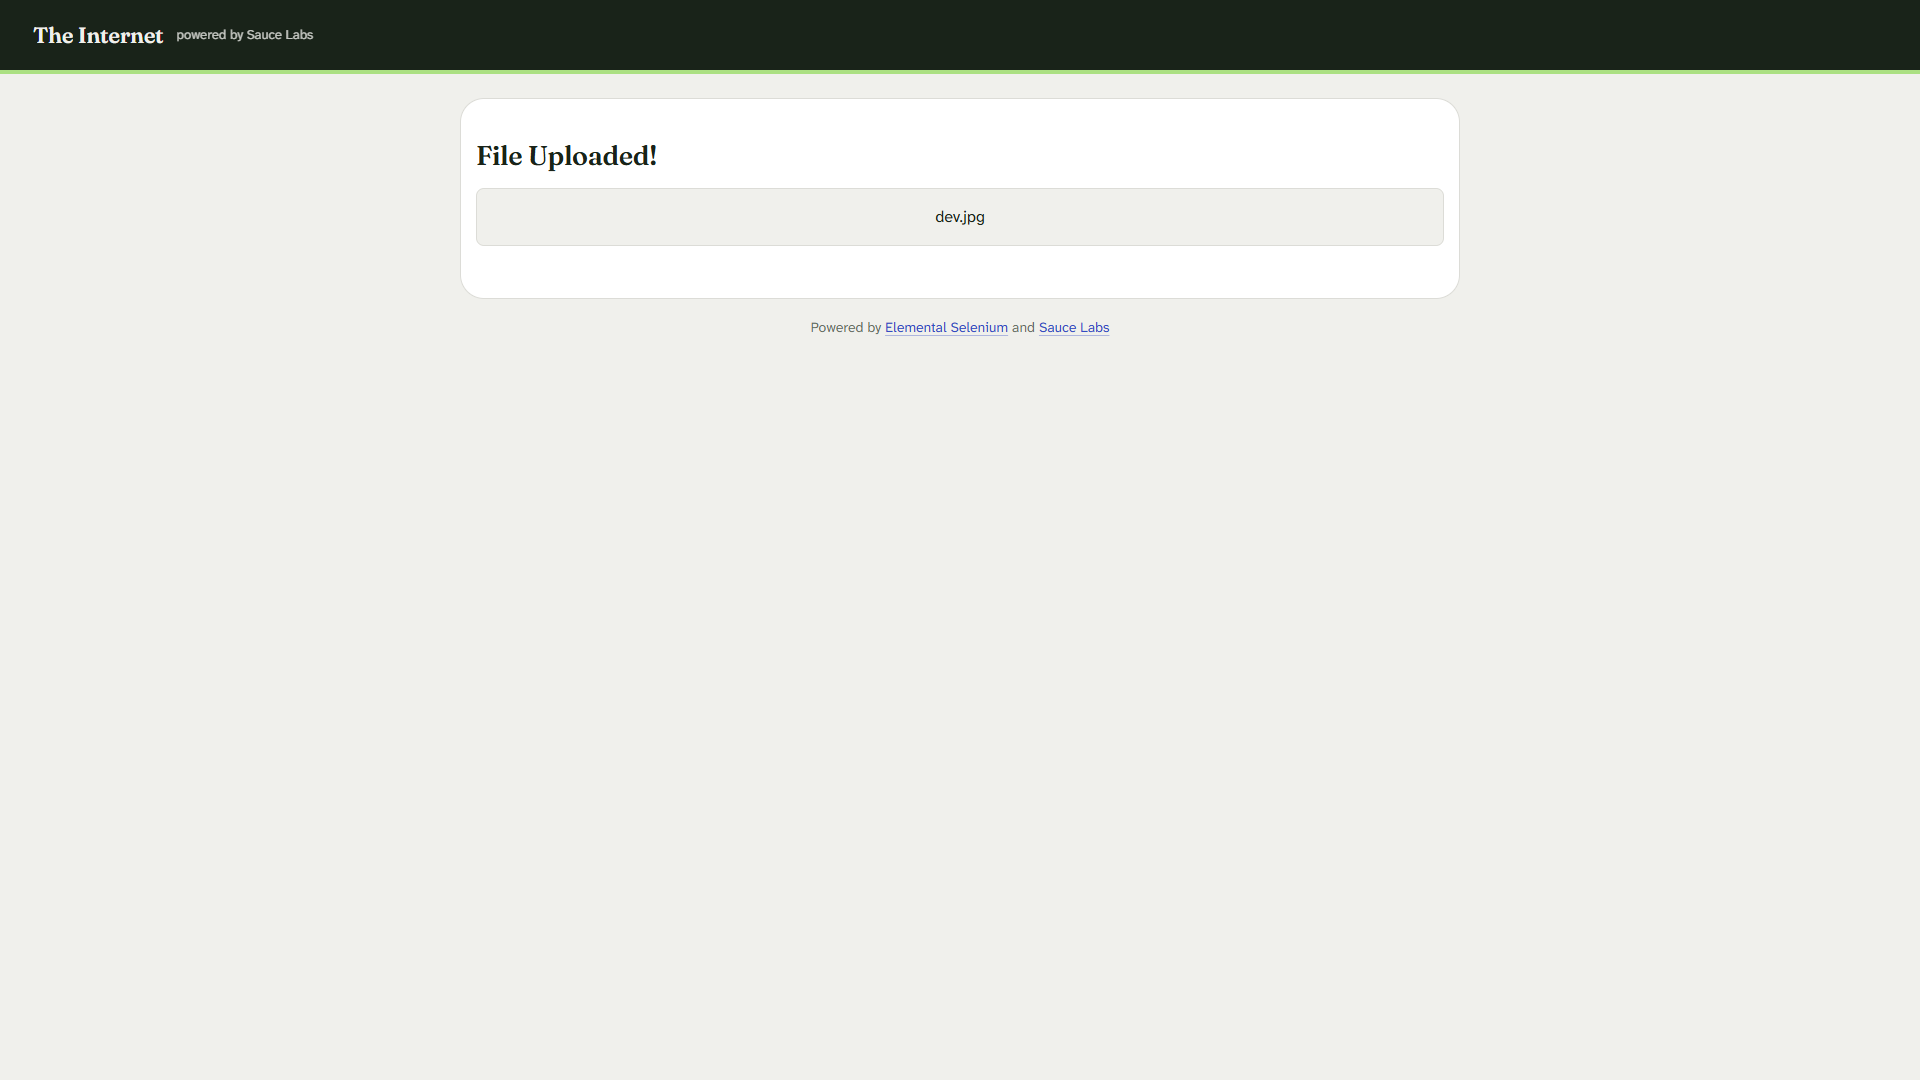 The Internet powered by Sauce Labs
File Uploaded!
dev.jpg
Powered by Elemental Selenium and Sauce Labs